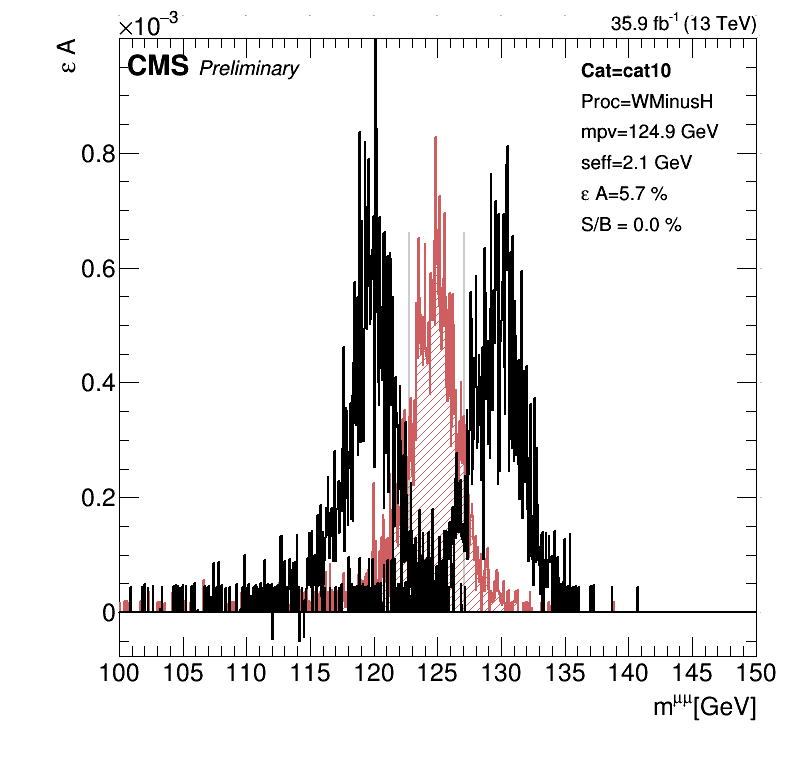 ×10⁻³
35.9 fb⁻¹ (13 TeV)
ε A
CMS Preliminary
Cat=cat10
Proc=WMinusH
mpv=124.9 GeV
seff=2.1 GeV
ε A=5.7 %
S/B = 0.0 %
0.8
0.6
0.4
0.2
0
100 105 110 115 120 125 130 135 140 145 150
m^μμ[GeV]